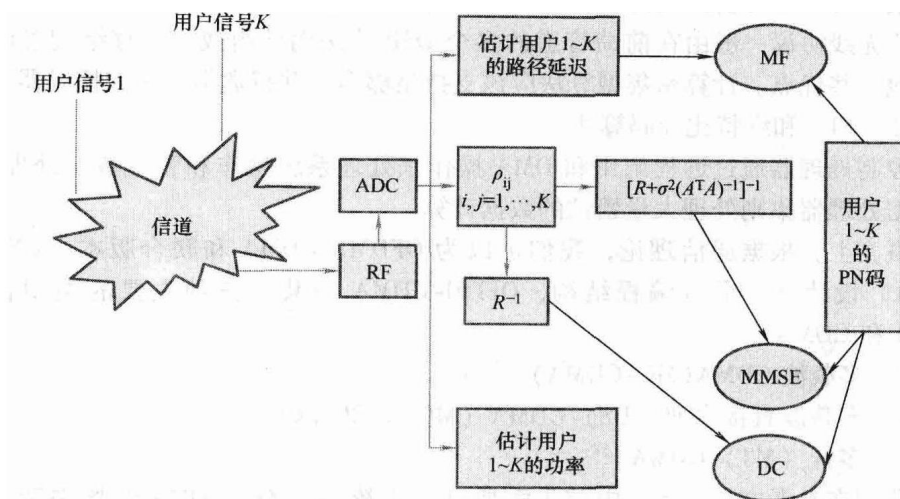 用户信号K
用户信号1
信道
ADC
RF
估计用户1~K
的路径延迟
MF
ρij
i, j=1,…,K
[R+σ²(AᵀA)⁻¹]⁻¹
R⁻¹
用户
1~K
的
PN码
MMSE
估计用户
1~K的功率
DC